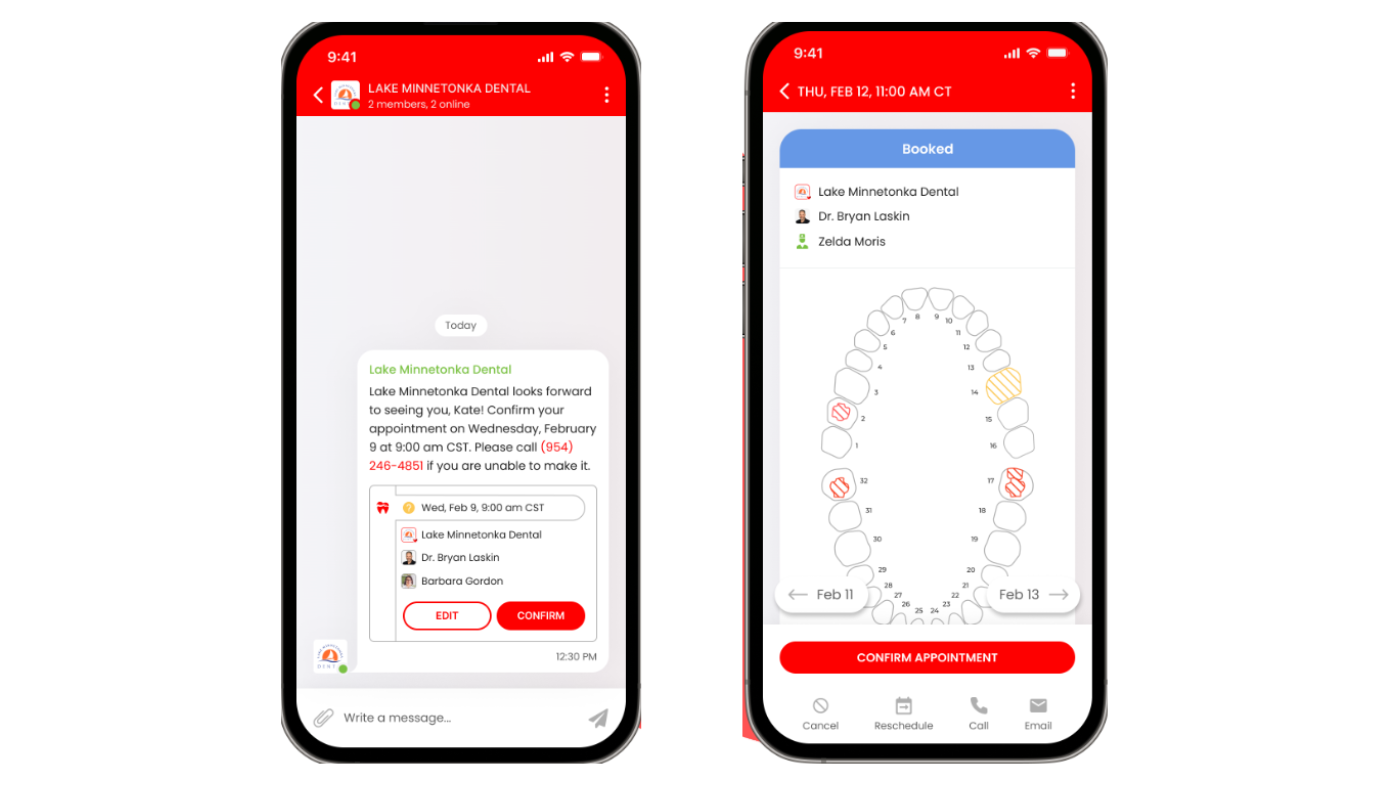 9:41
LAKE MINNETONKA DENTAL
2 members, 2 online
Today
Lake Minnetonka Dental
Lake Minnetonka Dental looks forward
to seeing you, Kate! Confirm your
appointment on Wednesday, February
9 at 9:00 am CST. Please call (954)
246-4851 if you are unable to make it.
? Wed, Feb 9, 9:00 am CST
Lake Minnetonka Dental
Dr. Bryan Laskin
Barbara Gordon
EDIT CONFIRM
12:30 PM
Write a message...
9:41
THU, FEB 12, 11:00 AM CT
Booked
Lake Minnetonka Dental
Dr. Bryan Laskin
Zelda Moris
7 8 9 10
6 11
5 12
4 13
3 14
2 15
1 16
32 17
31 18
30 19
29 20
28 21
27 22
26 25 24 23
Feb 11 Feb 13
CONFIRM APPOINTMENT
Cancel Reschedule Call Email